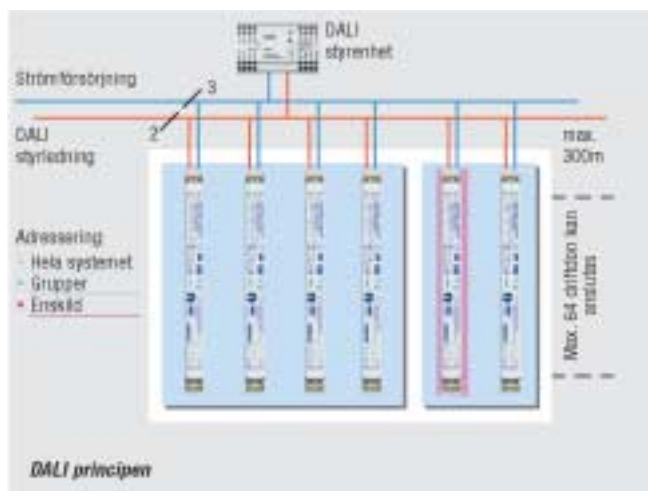 DALI
styrenhet
Strömförsörjning
3
2
DALI
styrledning
max.
300m
Adressering
- Hela systemet
- Grupper
• Enskild
Max. 64 driftdon kan
anslutas
DALI principen